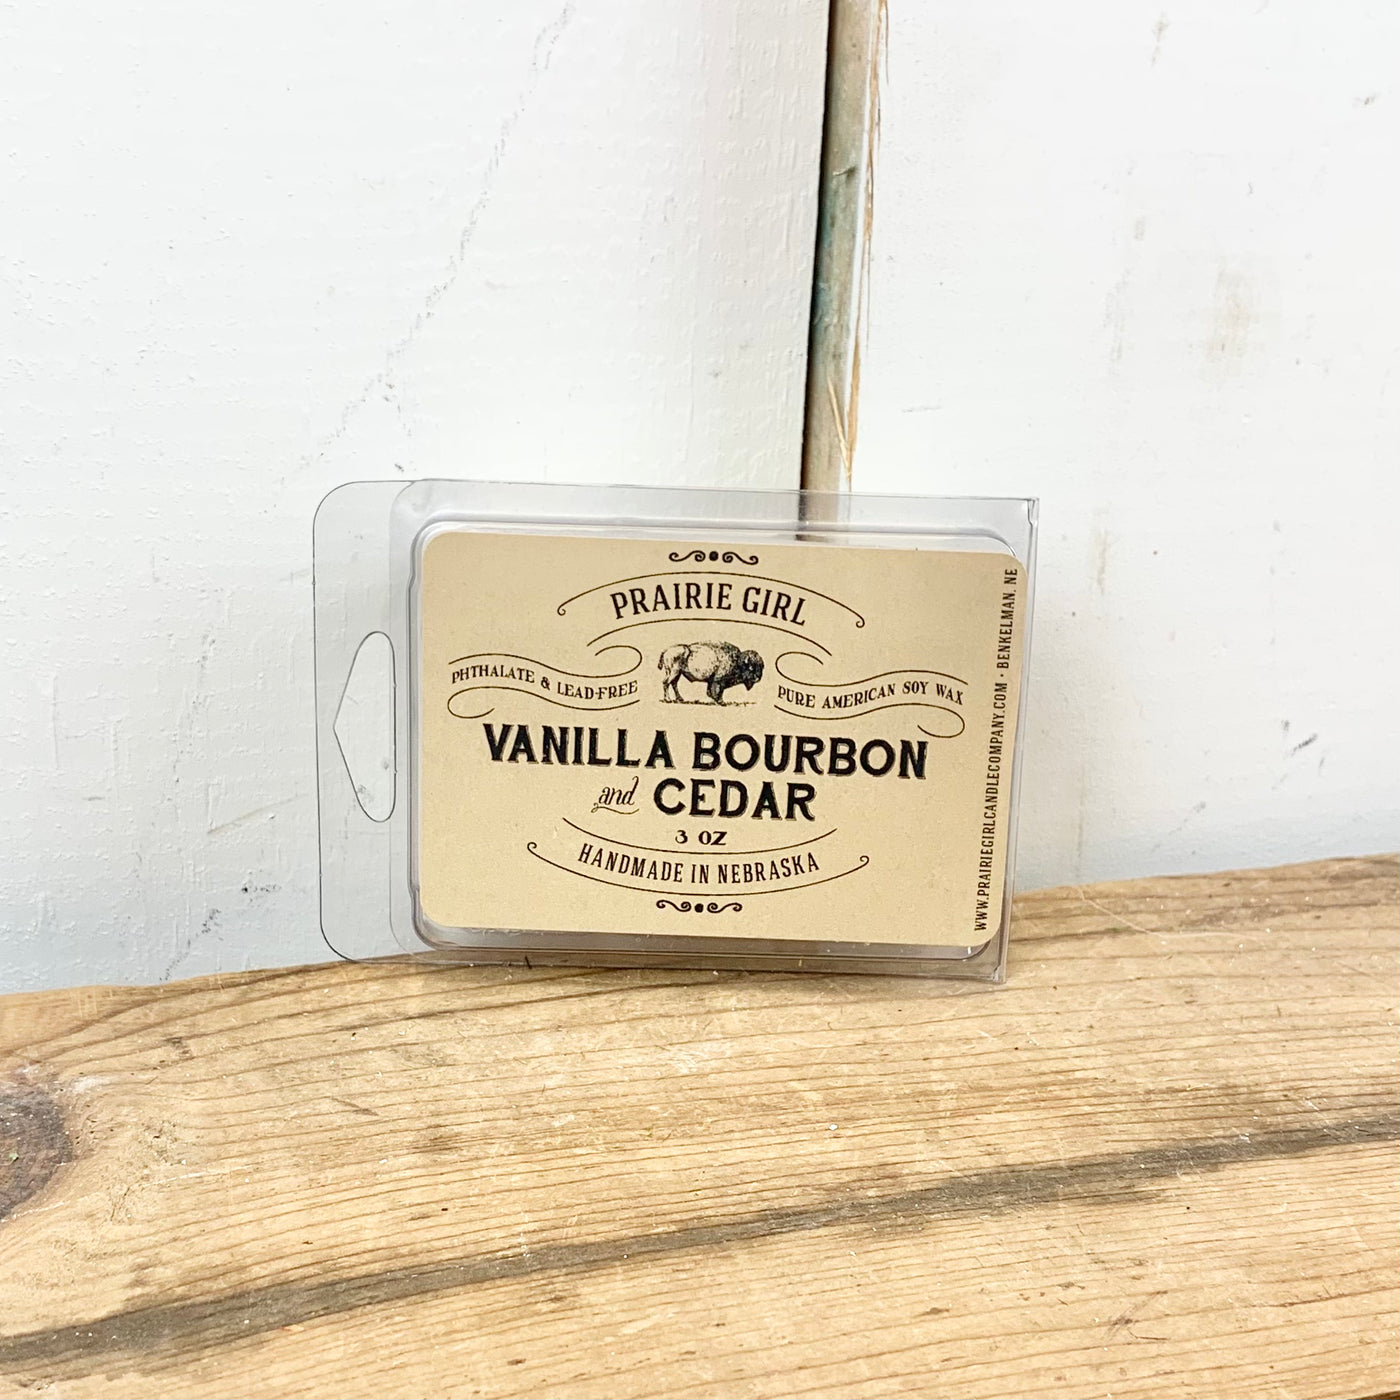 PRAIRIE GIRL
PHTHALATE & LEAD-FREE
PURE AMERICAN SOY WAX
VANILLA BOURBON
and CEDAR
3 OZ
HANDMADE IN NEBRASKA
WWW.PRAIRIEGIRLCANDLECOMPANY.COM • BENKELMAN, NE